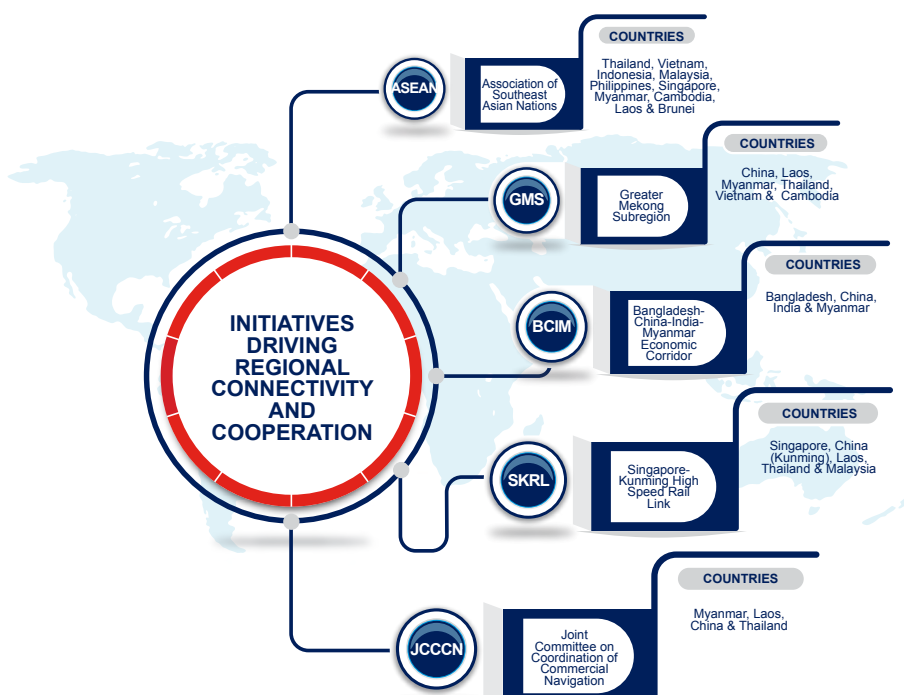 INITIATIVES
DRIVING
REGIONAL
CONNECTIVITY
AND
COOPERATION
ASEAN
Association of
Southeast
Asian Nations
COUNTRIES
Thailand, Vietnam,
Indonesia, Malaysia,
Philippines, Singapore,
Myanmar, Cambodia,
Laos & Brunei
GMS
Greater
Mekong
Subregion
COUNTRIES
China, Laos,
Myanmar, Thailand,
Vietnam & Cambodia
BCIM
Bangladesh-
China-India-
Myanmar
Economic
Corridor
COUNTRIES
Bangladesh, China,
India & Myanmar
SKRL
Singapore-
Kunming High
Speed Rail
Link
COUNTRIES
Singapore, China
(Kunming), Laos,
Thailand & Malaysia
JCCCN
Joint
Committee on
Coordination of
Commercial
Navigation
COUNTRIES
Myanmar, Laos,
China & Thailand